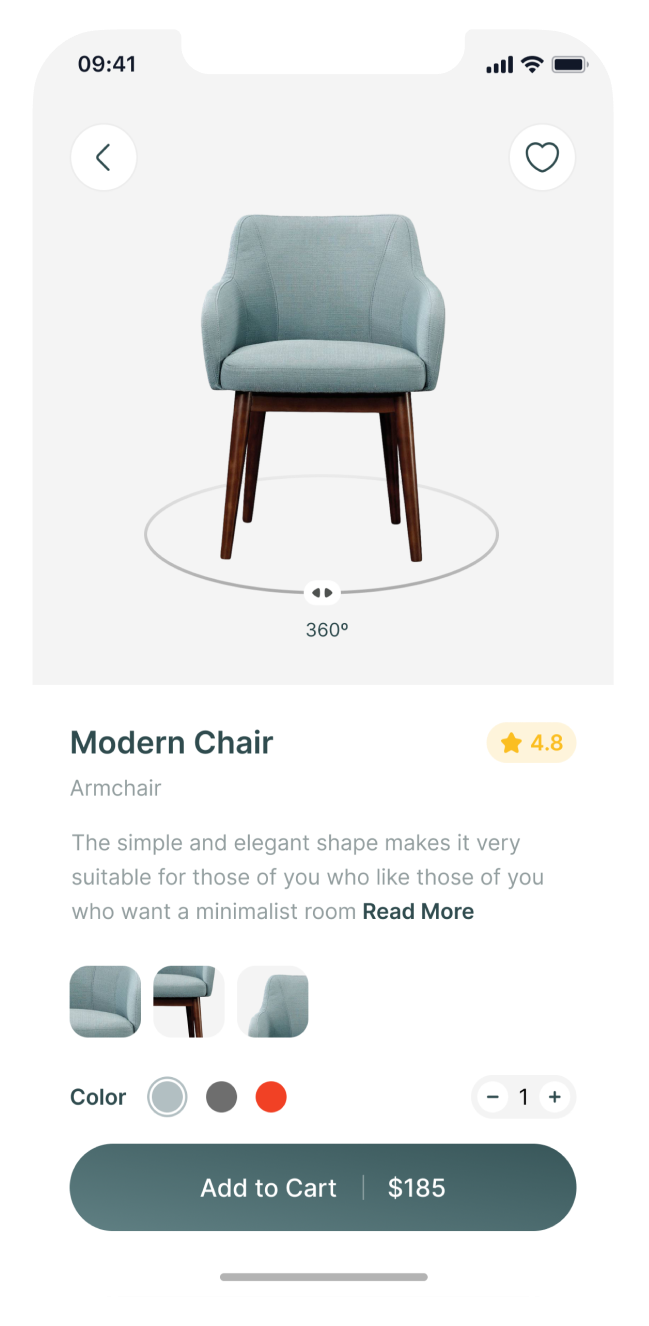 09:41
360º
Modern Chair
4.8
Armchair
The simple and elegant shape makes it very
suitable for those of you who like those of you
who want a minimalist room Read More
Color
1
Add to Cart | $185